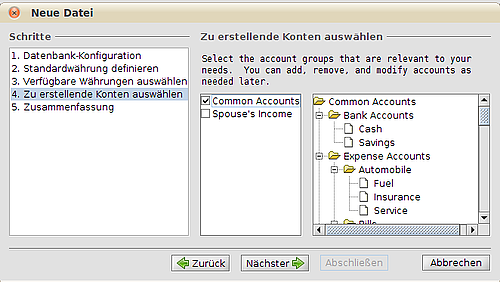 Neue Datei
Schritte
1. Datenbank-Konfiguration
2. Standardwährung definieren
3. Verfügbare Währungen auswählen
4. Zu erstellende Konten auswählen
5. Zusammenfassung
Zu erstellende Konten auswählen
Select the account groups that are relevant to your
needs. You can add, remove, and modify accounts as
needed later.
Common Accounts
Spouse's Income
Common Accounts
Bank Accounts
Cash
Savings
Expense Accounts
Automobile
Fuel
Insurance
Service
Zurück
Nächster
Abschließen
Abbrechen